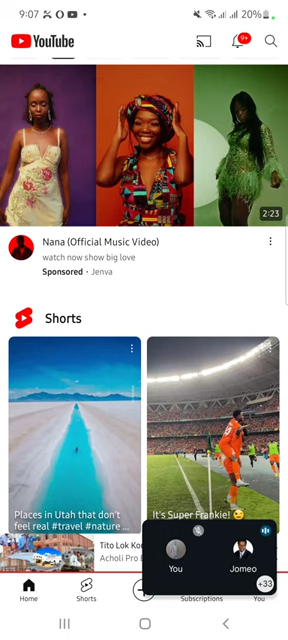 9:07
20%
YouTube
9+
2:23
Nana (Official Music Video)
watch now show big love
Sponsored · Jenva
Shorts
Places in Utah that don't
feel real #travel #nature ...
It's Super Frankie! 😏
Tito Lok Kop
Acholi Pro E
You
Jomeo
+33
Home
Shorts
Subscriptions
You